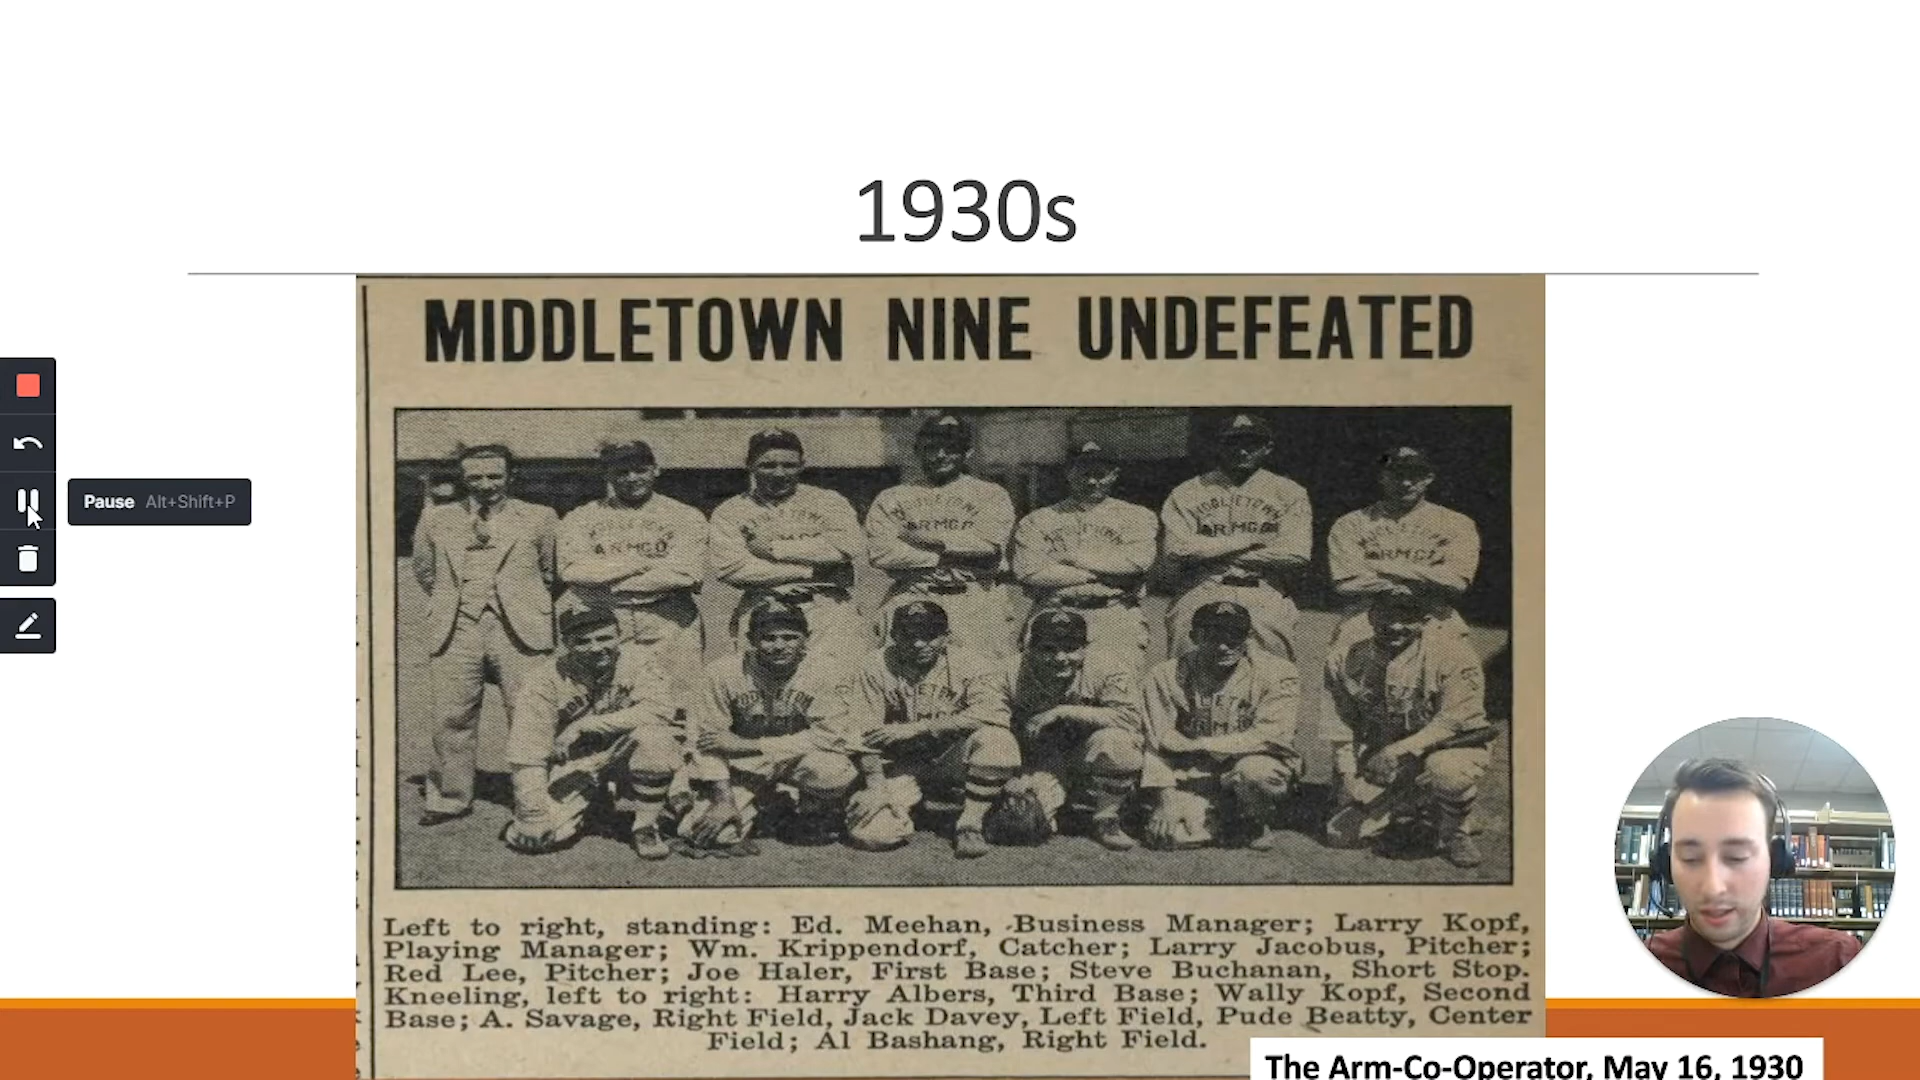 1930s
MIDDLETOWN NINE UNDEFEATED
Pause Alt+Shift+P
ARMCO
MIDDLETOWN
ARMCO
Left to right, standing: Ed. Meehan, Business Manager; Larry Kopf,
Playing Manager; Wm. Krippendorf, Catcher; Larry Jacobus, Pitcher;
Red Lee, Pitcher; Joe Haler, First Base; Steve Buchanan, Short Stop.
Kneeling, left to right: Harry Albers, Third Base; Wally Kopf, Second
Base; A. Savage, Right Field, Jack Davey, Left Field, Pude Beatty, Center
Field; Al Bashang, Right Field.
The Arm-Co-Operator, May 16, 1930